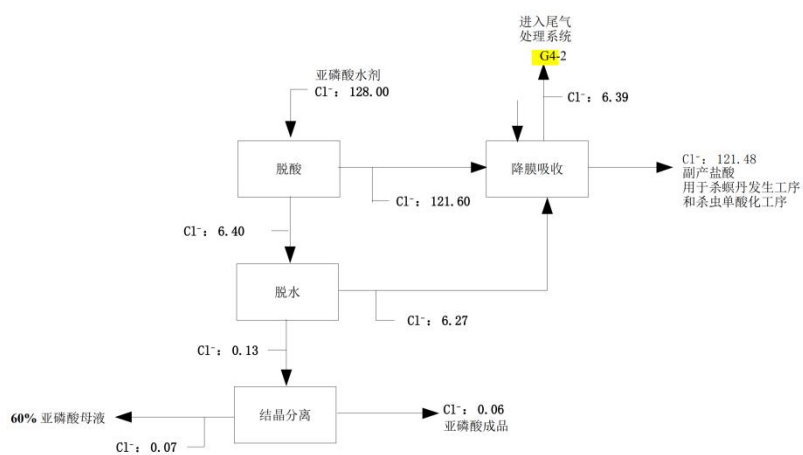 进入尾气
处理系统
G4-2
亚磷酸水剂
Cl⁻: 128.00
Cl⁻: 6.39
脱酸
降膜吸收
Cl⁻: 121.48
副产盐酸
用于杀螟丹发生工序
和杀虫单酸化工序
Cl⁻: 121.60
Cl⁻: 6.40
脱水
Cl⁻: 6.27
Cl⁻: 0.13
结晶分离
Cl⁻: 0.06
亚磷酸成品
60% 亚磷酸母液
Cl⁻: 0.07